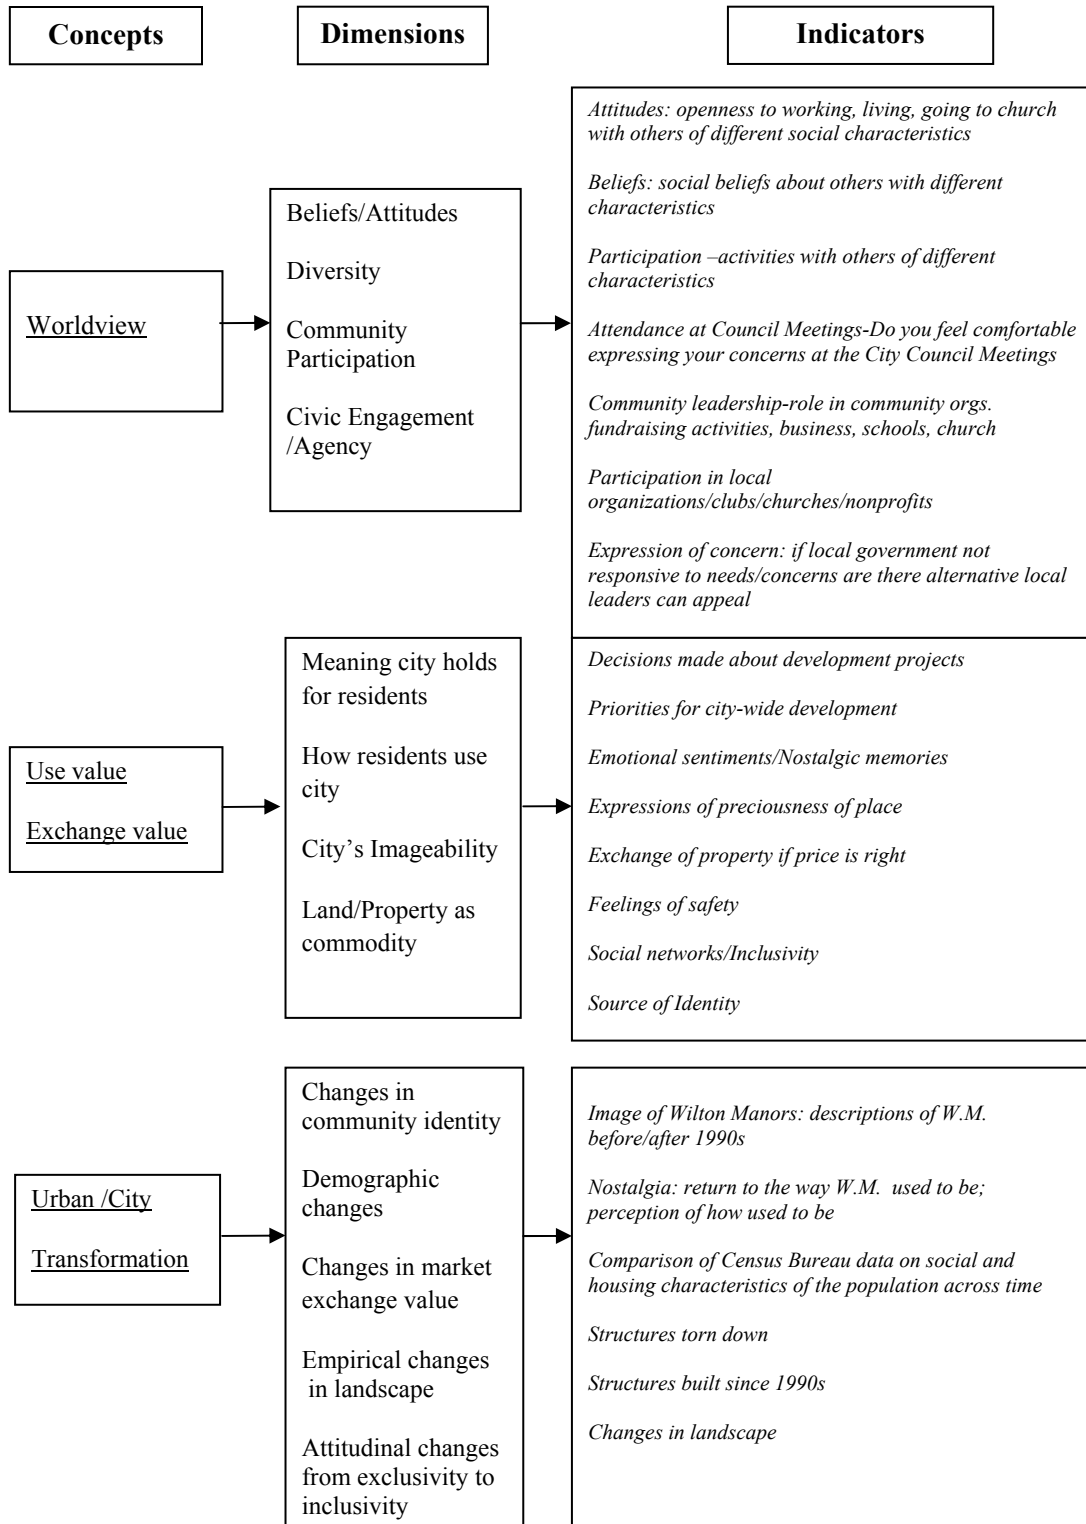 Concepts
Dimensions
Indicators
Worldview
Beliefs/Attitudes
Diversity
Community
Participation
Civic Engagement
/Agency
Attitudes: openness to working, living, going to church
with others of different social characteristics
Beliefs: social beliefs about others with different
characteristics
Participation –activities with others of different
characteristics
Attendance at Council Meetings-Do you feel comfortable
expressing your concerns at the City Council Meetings
Community leadership-role in community orgs.
fundraising activities, business, schools, church
Participation in local
organizations/clubs/churches/nonprofits
Expression of concern: if local government not
responsive to needs/concerns are there alternative local
leaders can appeal
Use value
Exchange value
Meaning city holds
for residents
How residents use
city
City’s Imageability
Land/Property as
commodity
Decisions made about development projects
Priorities for city-wide development
Emotional sentiments/Nostalgic memories
Expressions of preciousness of place
Exchange of property if price is right
Feelings of safety
Social networks/Inclusivity
Source of Identity
Urban /City
Transformation
Changes in
community identity
Demographic
changes
Changes in market
exchange value
Empirical changes
in landscape
Attitudinal changes
from exclusivity to
inclusivity
Image of Wilton Manors: descriptions of W.M.
before/after 1990s
Nostalgia: return to the way W.M. used to be;
perception of how used to be
Comparison of Census Bureau data on social and
housing characteristics of the population across time
Structures torn down
Structures built since 1990s
Changes in landscape